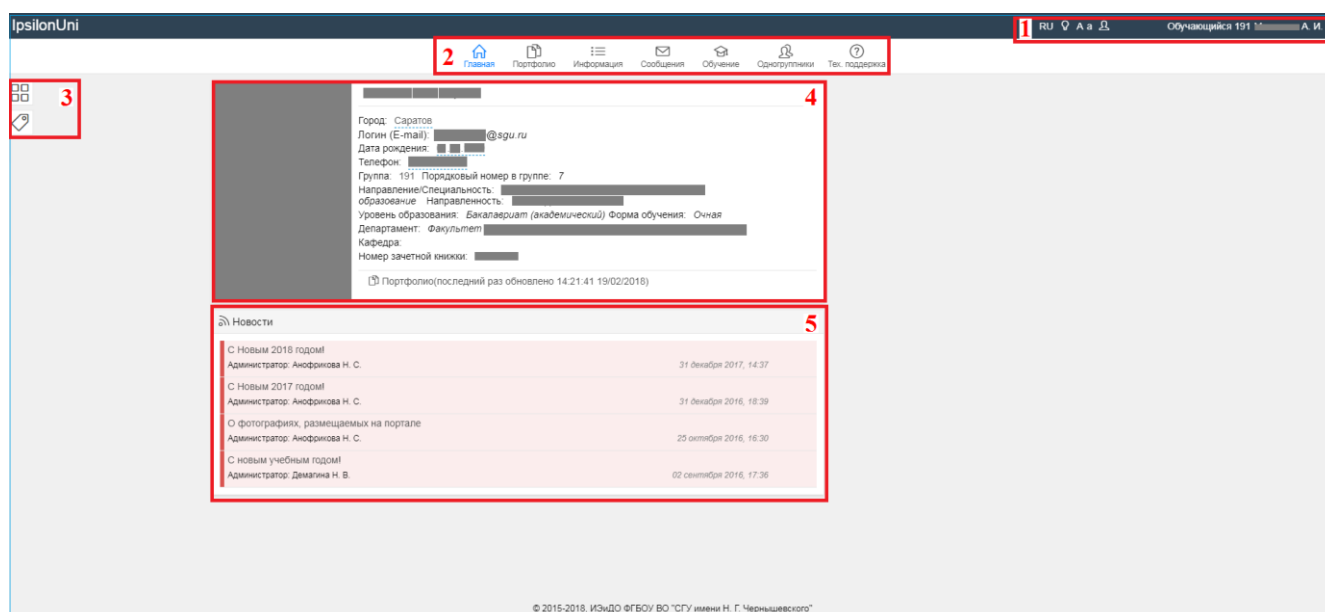 IpsilonUni
1 RU A a Обучающийся 191 А. И.
2 Главная Портфолио Информация Сообщения Обучение Одногруппники Тех. поддержка
3
4
Город: Саратов
Логин (E-mail): @sgu.ru
Дата рождения:
Телефон:
Группа: 191 Порядковый номер в группе: 7
Направление/Специальность:
образование Направленность:
Уровень образования: Бакалавриат (академический) Форма обучения: Очная
Департамент: Факультет
Кафедра:
Номер зачетной книжки:
Портфолио(последний раз обновлено 14:21:41 19/02/2018)
Новости 5
С Новым 2018 годом!
Администратор: Анофрикова Н. С. 31 декабря 2017, 14:37
С Новым 2017 годом!
Администратор: Анофрикова Н. С. 31 декабря 2016, 18:39
О фотографиях, размещаемых на портале
Администратор: Анофрикова Н. С. 25 октября 2016, 16:30
С новым учебным годом!
Администратор: Демагина Н. В. 02 сентября 2016, 17:36
© 2015-2018. ИЭиДО ФГБОУ ВО "СГУ имени Н. Г. Чернышевского"